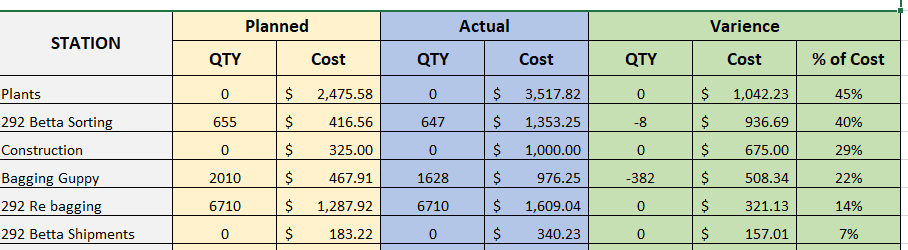 STATION Planned Actual Varience
QTY Cost QTY Cost QTY Cost % of Cost
Plants 0 $ 2,475.58 0 $ 3,517.82 0 $ 1,042.23 45%
292 Betta Sorting 655 $ 416.56 647 $ 1,353.25 -8 $ 936.69 40%
Construction 0 $ 325.00 0 $ 1,000.00 0 $ 675.00 29%
Bagging Guppy 2010 $ 467.91 1628 $ 976.25 -382 $ 508.34 22%
292 Re bagging 6710 $ 1,287.92 6710 $ 1,609.04 0 $ 321.13 14%
292 Betta Shipments 0 $ 183.22 0 $ 340.23 0 $ 157.01 7%